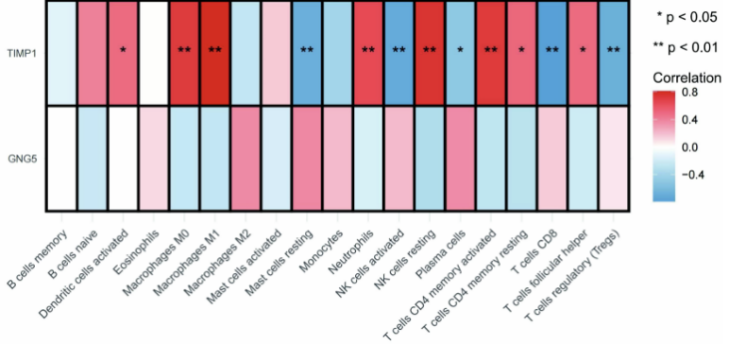 * p < 0.05
TIMP1
** p < 0.01
* ** ** ** ** ** ** * ** * ** * **
Correlation
0.8
0.4
0.0
−0.4
GNG5
B cells memory
B cells naive
Dendritic cells activated
Eosinophils
Macrophages M0
Macrophages M1
Macrophages M2
Mast cells activated
Mast cells resting
Monocytes
Neutrophils
NK cells activated
NK cells resting
Plasma cells
T cells CD4 memory activated
T cells CD4 memory resting
T cells CD8
T cells follicular helper
T cells regulatory (Tregs)